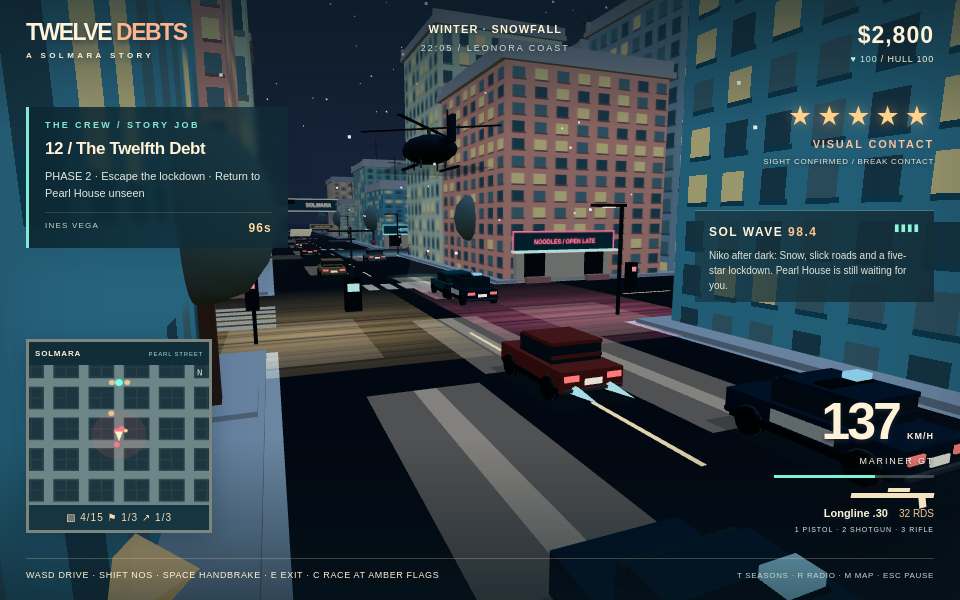 TWELVE DEBTS
A SOLMARA STORY
WINTER · SNOWFALL
22:05 / LEONORA COAST
$2,800
♥ 100 / HULL 100
★ ★ ★ ★ ★
VISUAL CONTACT
SIGHT CONFIRMED / BREAK CONTACT
THE CREW / STORY JOB
12 / The Twelfth Debt
PHASE 2 · Escape the lockdown · Return to
Pearl House unseen
INES VEGA 96s
SOL WAVE 98.4
Niko after dark: Snow, slick roads and a five-
star lockdown. Pearl House is still waiting for
you.
SOLMARA
NOODLES / OPEN LATE
SOLMARA PEARL STREET
N
▧ 4/15 ⚑ 1/3 ↗ 1/3
137 KM/H
MARINER GT
Longline .30 32 RDS
1 PISTOL · 2 SHOTGUN · 3 RIFLE
WASD DRIVE · SHIFT NOS · SPACE HANDBRAKE · E EXIT · C RACE AT AMBER FLAGS
T SEASONS · R RADIO · M MAP · ESC PAUSE